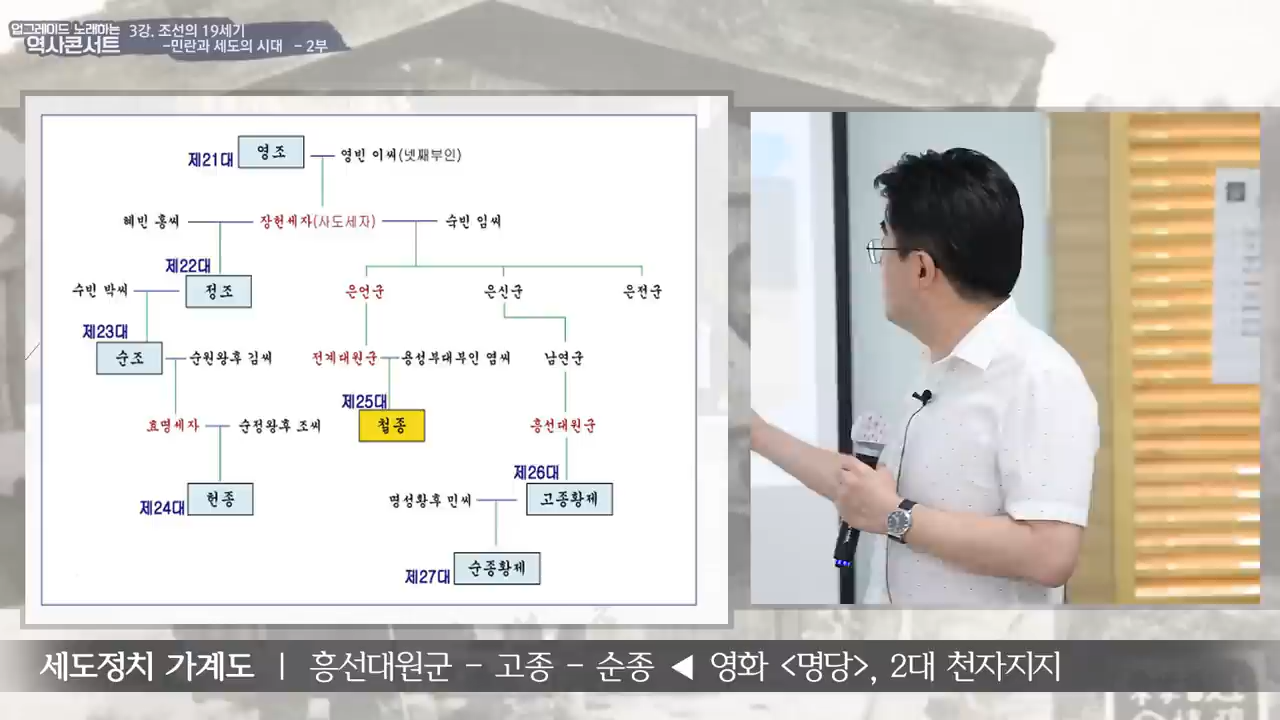 업그레이드 노래하는
역사콘서트
3강. 조선의 19세기
-민란과 세도의 시대 - 2부
제21대 영조 영빈 이씨(넷째부인)
혜빈 홍씨 장헌세자(사도세자) 숙빈 임씨
제22대
수빈 박씨 정조 은언군 은신군 은전군
제23대
순조 순원왕후 김씨 전계대원군 용성부대부인 염씨 남연군
제25대
효명세자 순정왕후 조씨 철종 흥선대원군
제26대
제24대 헌종 명성황후 민씨 고종황제
제27대 순종황제
세도정치 가계도 | 흥선대원군 - 고종 - 순종 ◀ 영화 <명당>, 2대 천자지지